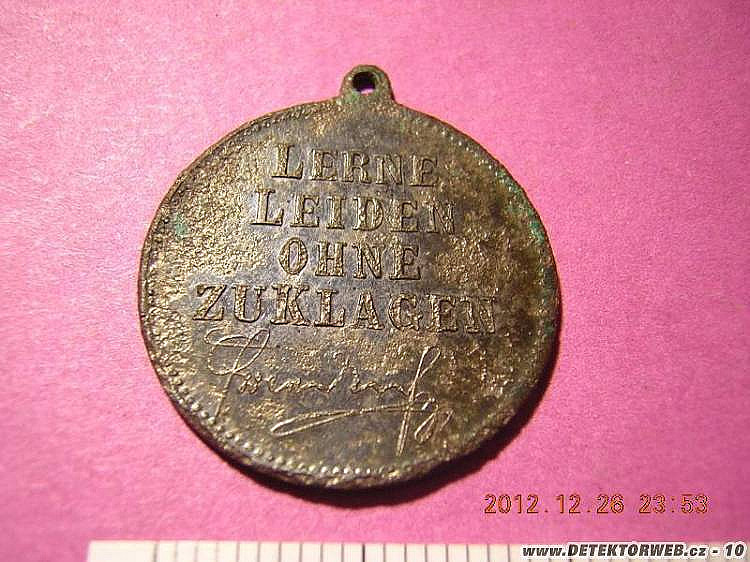 LERNE
LEIDEN
OHNE
ZUKLAGEN
2012.12.26 23:53
www.DETEKTORWEB.cz - 10